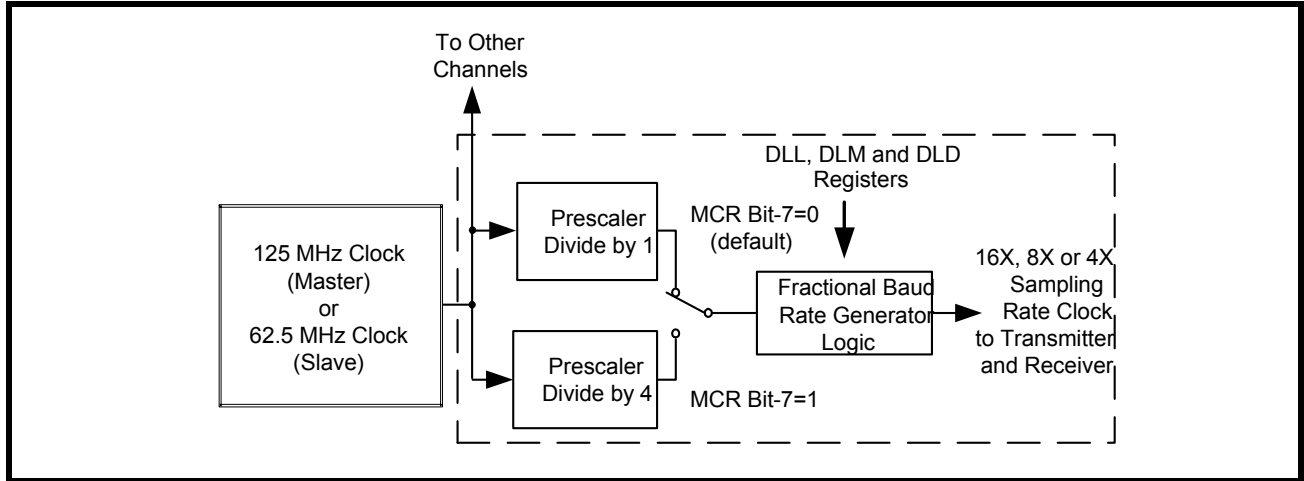 To Other
Channels
DLL, DLM and DLD
Registers
Prescaler
Divide by 1
MCR Bit-7=0
(default)
125 MHz Clock
(Master)
or
62.5 MHz Clock
(Slave)
Fractional Baud
Rate Generator
Logic
16X, 8X or 4X
Sampling
Rate Clock
to Transmitter
and Receiver
Prescaler
Divide by 4
MCR Bit-7=1